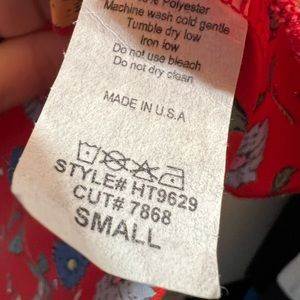 Polyester
Machine wash cold gentle
Tumble dry low
Iron low
Do not use bleach
Do not dry clean
MADE IN U.S.A
STYLE# HT9629
CUT# 7868
SMALL